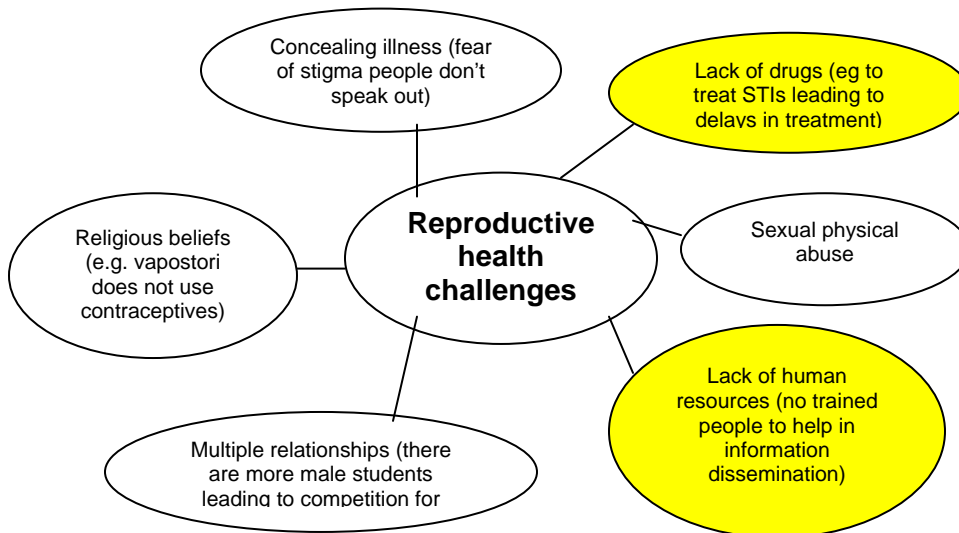 Concealing illness (fear
of stigma people don't
speak out)
Lack of drugs (eg to
treat STIs leading to
delays in treatment)
Reproductive
health
challenges
Sexual physical
abuse
Religious beliefs
(e.g. vapostori
does not use
contraceptives)
Lack of human
resources (no trained
people to help in
information
dissemination)
Multiple relationships (there
are more male students
leading to competition for